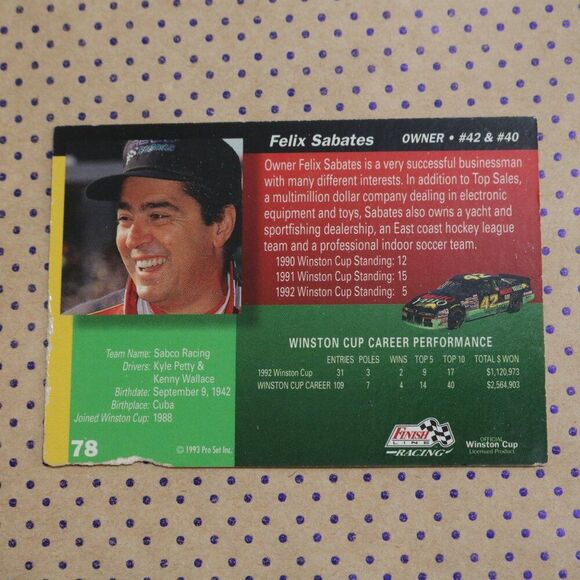 Felix Sabates OWNER • #42 & #40
Owner Felix Sabates is a very successful businessman
with many different interests. In addition to Top Sales,
a multimillion dollar company dealing in electronic
equipment and toys, Sabates also owns a yacht and
sportfishing dealership, an East coast hockey league
team and a professional indoor soccer team.
1990 Winston Cup Standing: 12
1991 Winston Cup Standing: 15
1992 Winston Cup Standing: 5
42
Team Name: Sabco Racing
Drivers: Kyle Petty &
Kenny Wallace
Birthdate: September 9, 1942
Birthplace: Cuba
Joined Winston Cup: 1988
WINSTON CUP CAREER PERFORMANCE
ENTRIES POLES WINS TOP 5 TOP 10 TOTAL $ WON
1992 Winston Cup 31 3 2 9 17 $1,120,973
WINSTON CUP CAREER 109 7 4 14 40 $2,564,903
78
© 1993 Pro Set Inc.
FINISH
LINE
RACING
OFFICIAL
Winston Cup
Licensed Product